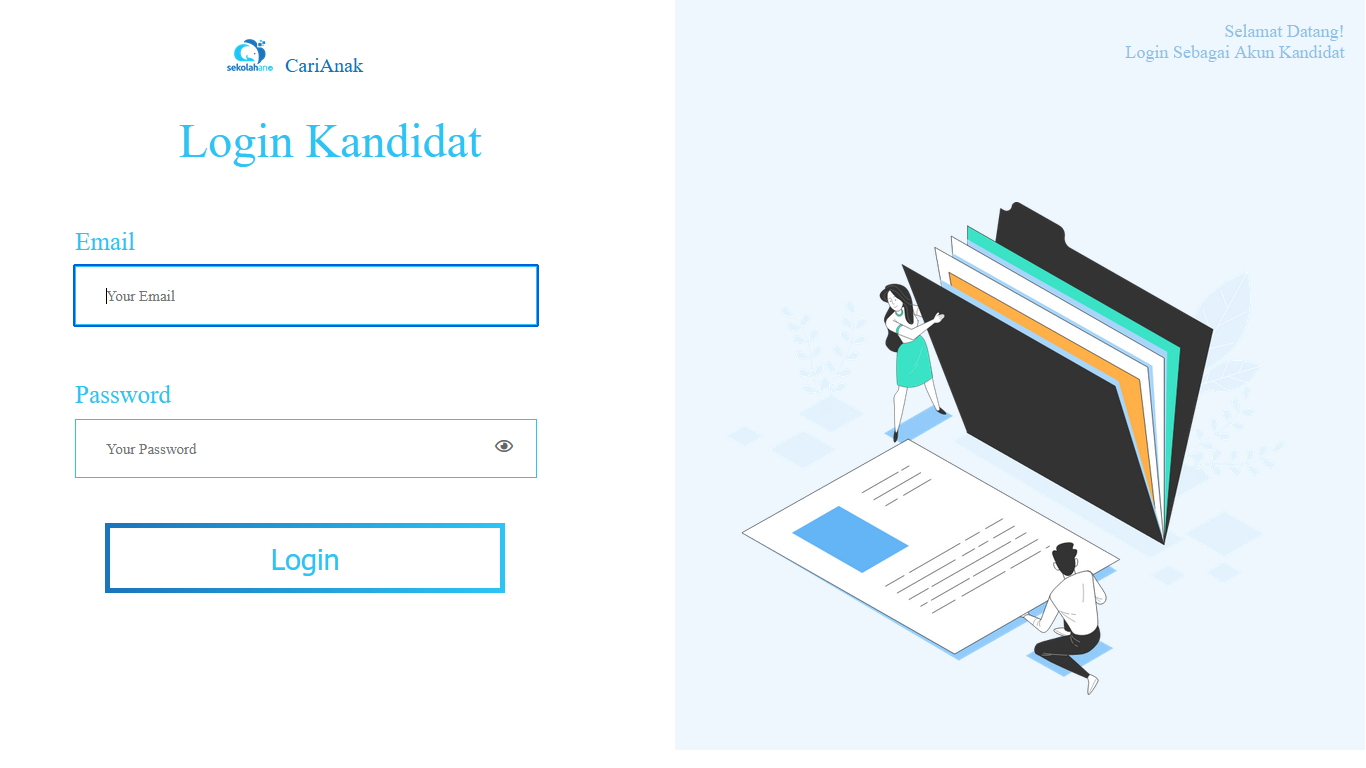 sekolahane
CariAnak
Login Kandidat
Email
Your Email
Password
Your Password
Login
Selamat Datang!
Login Sebagai Akun Kandidat